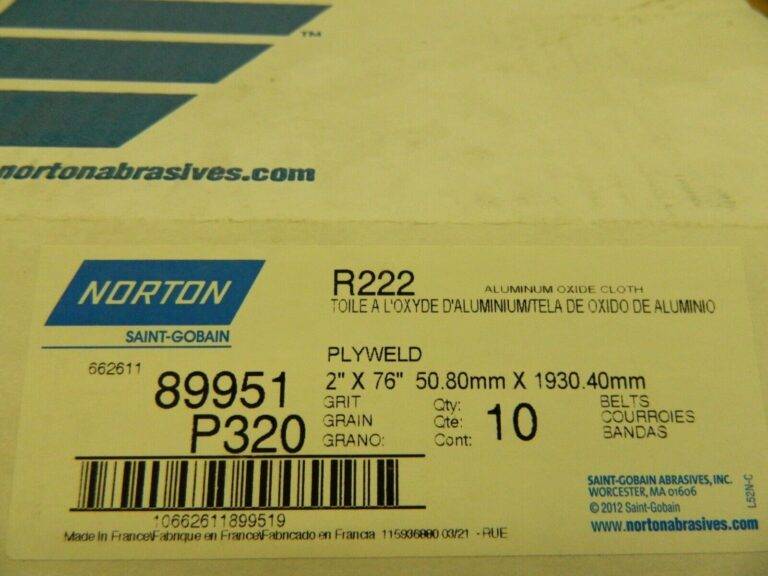 TM
nortonabrasives.com
NORTON
SAINT-GOBAIN
R222 ALUMINUM OXIDE CLOTH
TOILE A L'OXYDE D'ALUMINIUM/TELA DE OXIDO DE ALUMINIO
PLYWELD
662611 89951 2" X 76" 50.80mm X 1930.40mm
P320
GRIT Qty: 10 BELTS
GRAIN Qte: COURROIES
GRANO: Cont: BANDAS
10662611899519
Made In France/Fabrique en France/Fabricado en Francia 03/21 -RUE
SAINT-GOBAIN ABRASIVES, INC.
WORCESTER, MA 01606
© 2012 Saint-Gobain
www.nortonabrasives.com
L52N-C